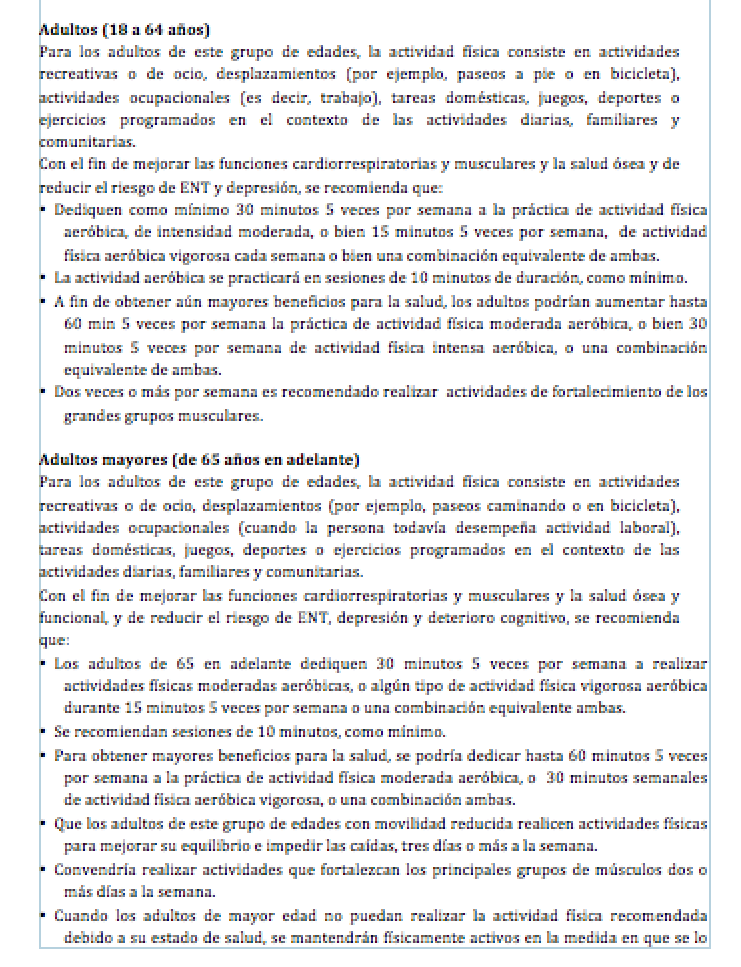 Adultos (18 a 64 años)
Para los adultos de este grupo de edades, la actividad física consiste en actividades
recreativas o de ocio, desplazamientos (por ejemplo, paseos a pie o en bicicleta),
actividades ocupacionales (es decir, trabajo), tareas domésticas, juegos, deportes o
ejercicios programados en el contexto de las actividades diarias, familiares y
comunitarias.
Con el fin de mejorar las funciones cardiorrespiratorias y musculares y la salud ósea y de
reducir el riesgo de ENT y depresión, se recomienda que:
▪ Dediquen como mínimo 30 minutos 5 veces por semana a la práctica de actividad física
aeróbica, de intensidad moderada, o bien 15 minutos 5 veces por semana, de actividad
física aeróbica vigorosa cada semana o bien una combinación equivalente de ambas.
▪ La actividad aeróbica se practicará en sesiones de 10 minutos de duración, como mínimo.
▪ A fin de obtener aún mayores beneficios para la salud, los adultos podrían aumentar hasta
60 min 5 veces por semana la práctica de actividad física moderada aeróbica, o bien 30
minutos 5 veces por semana de actividad física intensa aeróbica, o una combinación
equivalente de ambas.
▪ Dos veces o más por semana es recomendado realizar actividades de fortalecimiento de los
grandes grupos musculares.
Adultos mayores (de 65 años en adelante)
Para los adultos de este grupo de edades, la actividad física consiste en actividades
recreativas o de ocio, desplazamientos (por ejemplo, paseos caminando o en bicicleta),
actividades ocupacionales (cuando la persona todavía desempeña actividad laboral),
tareas domésticas, juegos, deportes o ejercicios programados en el contexto de las
actividades diarias, familiares y comunitarias.
Con el fin de mejorar las funciones cardiorrespiratorias y musculares y la salud ósea y
funcional, y de reducir el riesgo de ENT, depresión y deterioro cognitivo, se recomienda
que:
▪ Los adultos de 65 en adelante dediquen 30 minutos 5 veces por semana a realizar
actividades físicas moderadas aeróbicas, o algún tipo de actividad física vigorosa aeróbica
durante 15 minutos 5 veces por semana o una combinación equivalente ambas.
▪ Se recomiendan sesiones de 10 minutos, como mínimo.
▪ Para obtener mayores beneficios para la salud, se podría dedicar hasta 60 minutos 5 veces
por semana a la práctica de actividad física moderada aeróbica, o 30 minutos semanales
de actividad física aeróbica vigorosa, o una combinación ambas.
▪ Que los adultos de este grupo de edades con movilidad reducida realicen actividades físicas
para mejorar su equilibrio e impedir las caídas, tres días o más a la semana.
▪ Convendría realizar actividades que fortalezcan los principales grupos de músculos dos o
más días a la semana.
▪ Cuando los adultos de mayor edad no puedan realizar la actividad física recomendada
debido a su estado de salud, se mantendrán físicamente activos en la medida en que se lo